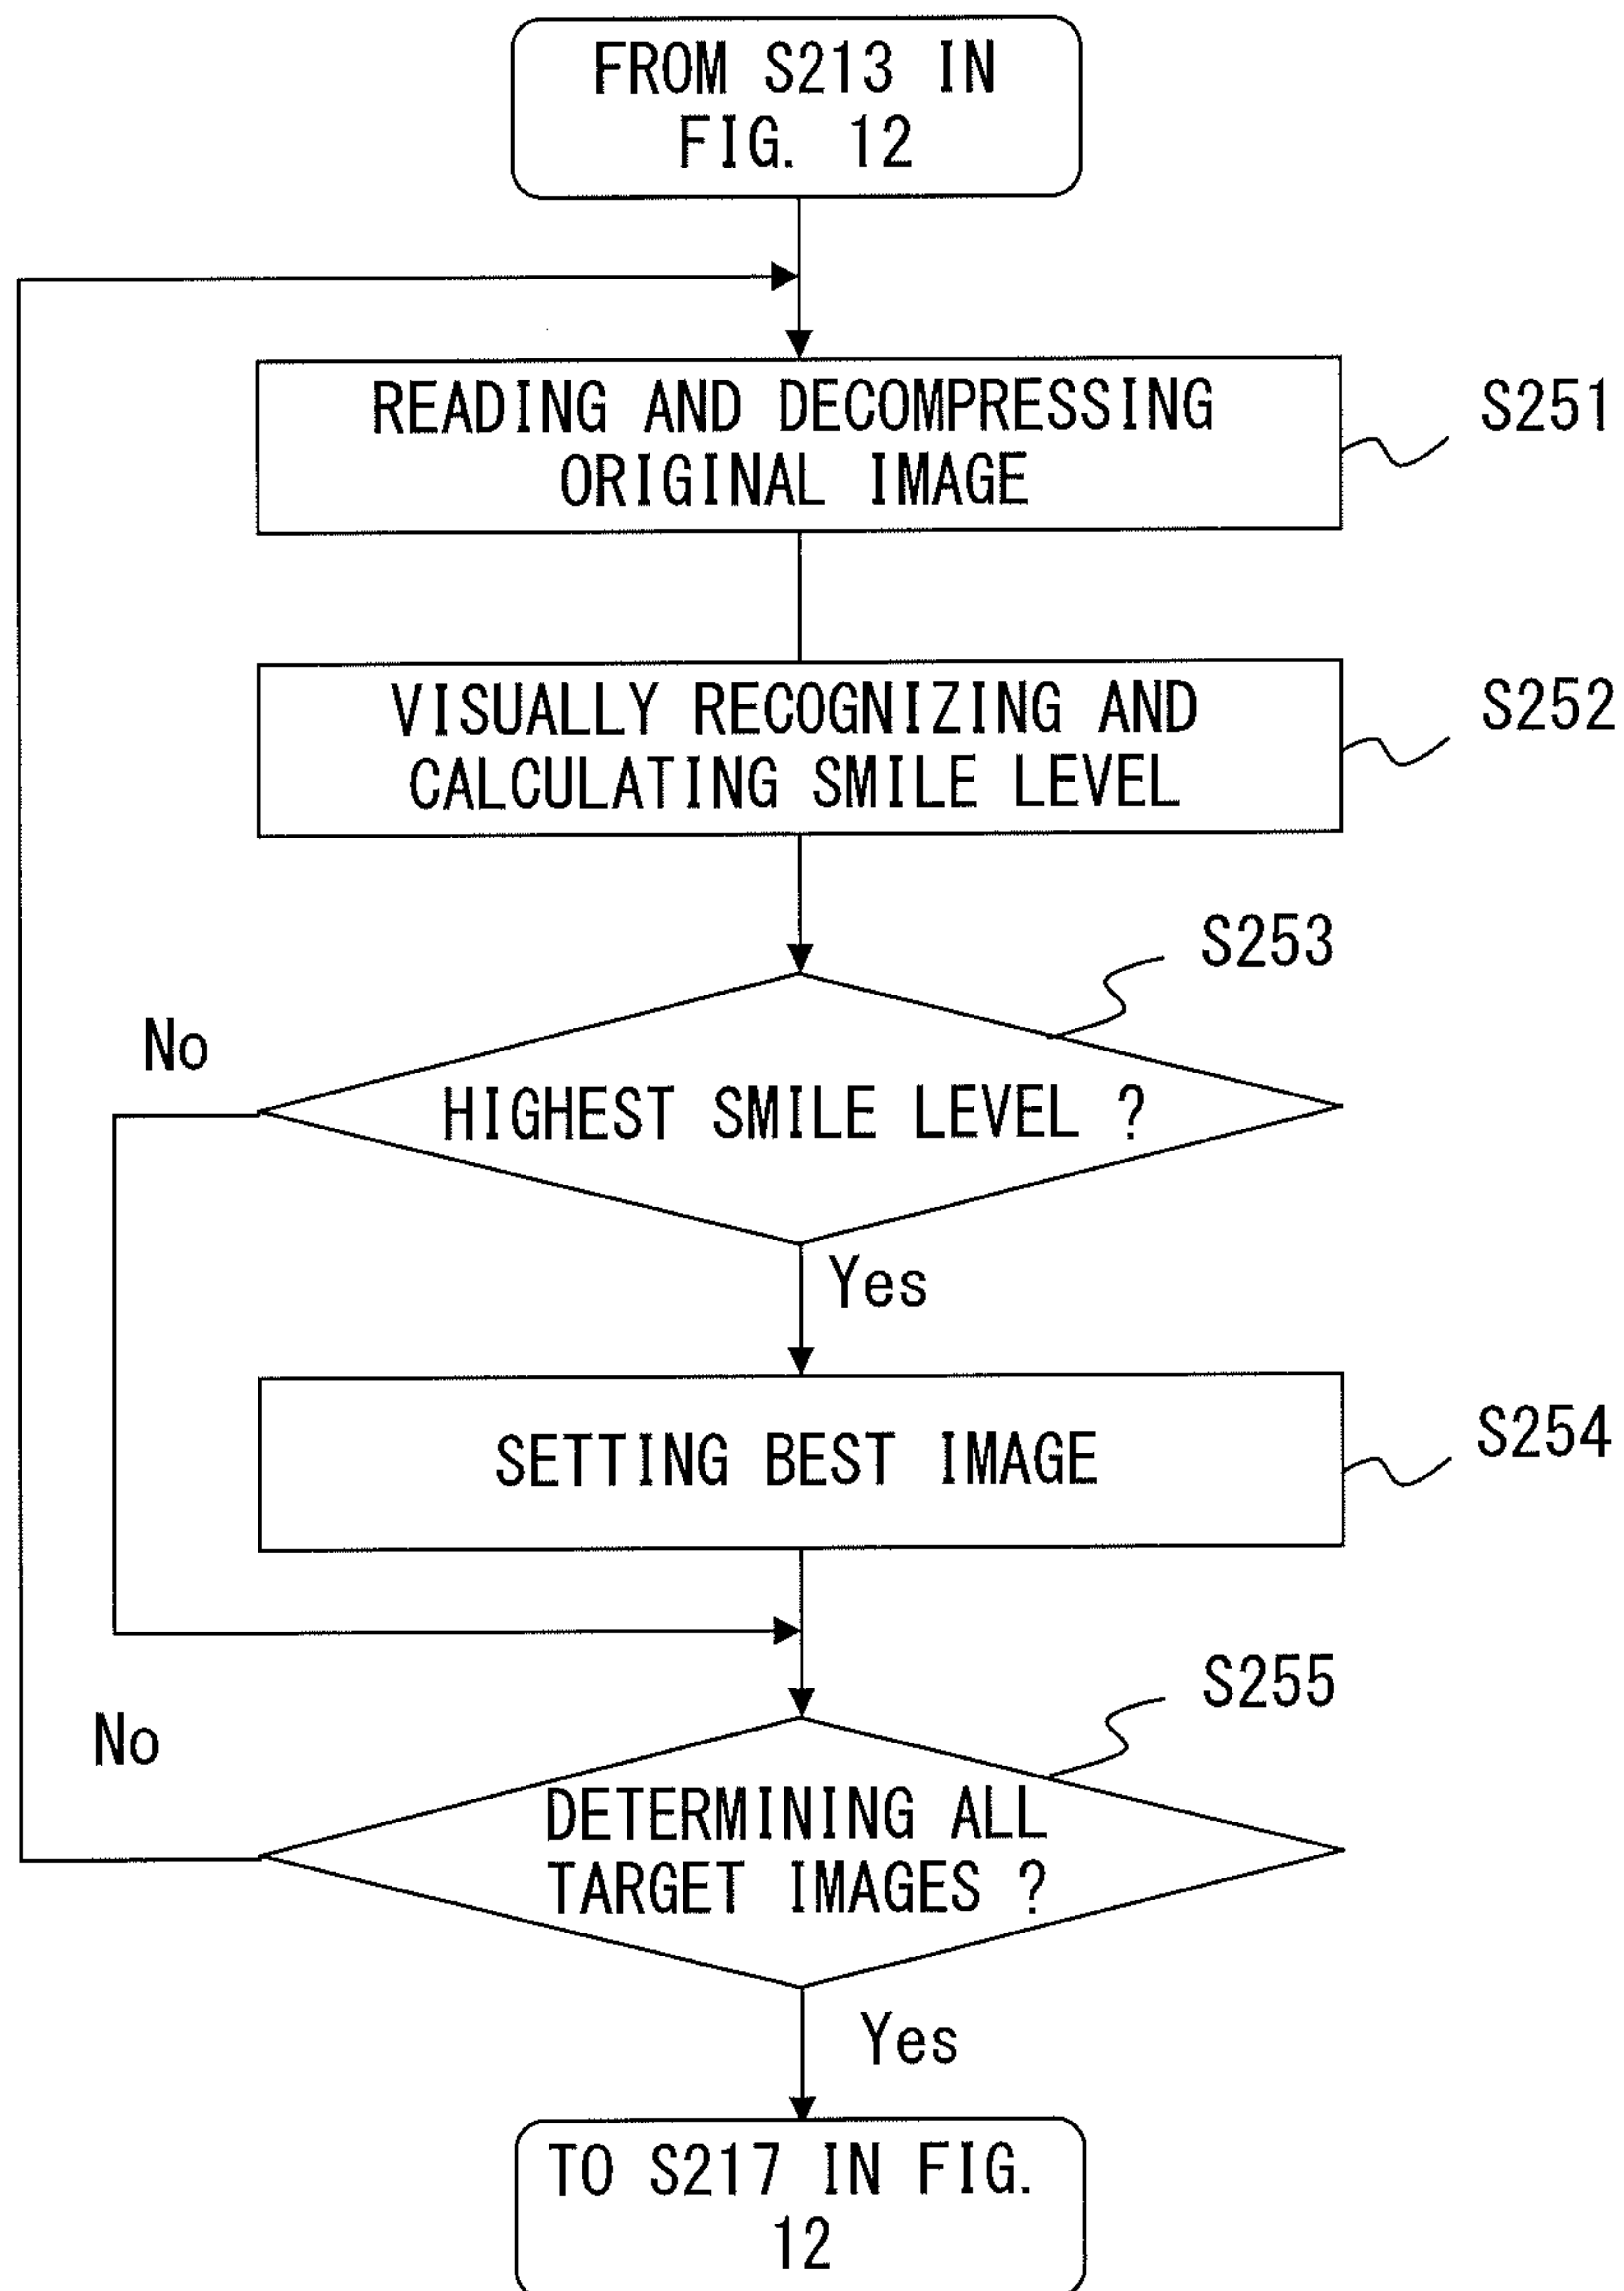 FROM S213 IN
FIG. 12
READING AND DECOMPRESSING
ORIGINAL IMAGE
S251
VISUALLY RECOGNIZING AND
CALCULATING SMILE LEVEL
S252
S253
No
HIGHEST SMILE LEVEL ?
Yes
SETTING BEST IMAGE
S254
S255
No
DETERMINING ALL
TARGET IMAGES ?
Yes
TO S217 IN FIG.
12